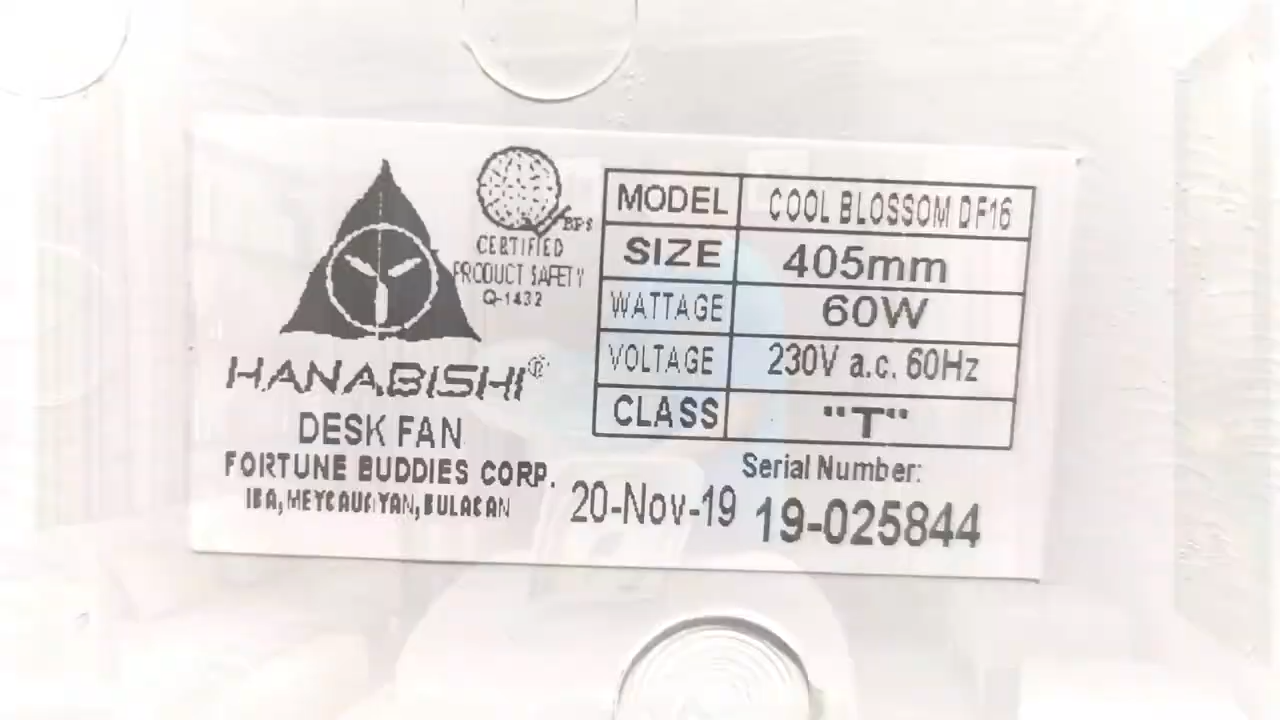 BPS
CERTIFIED
PRODUCT SAFETY
Q-1432
HANABISHI®
DESK FAN
FORTUNE BUDDIES CORP.
IBA, MEYCAUAYAN, BULACAN
MODEL COOL BLOSSOM DF16
SIZE 405mm
WATTAGE 60W
VOLTAGE 230V a.c. 60Hz
CLASS "T"
20-Nov-19
Serial Number:
19-025844